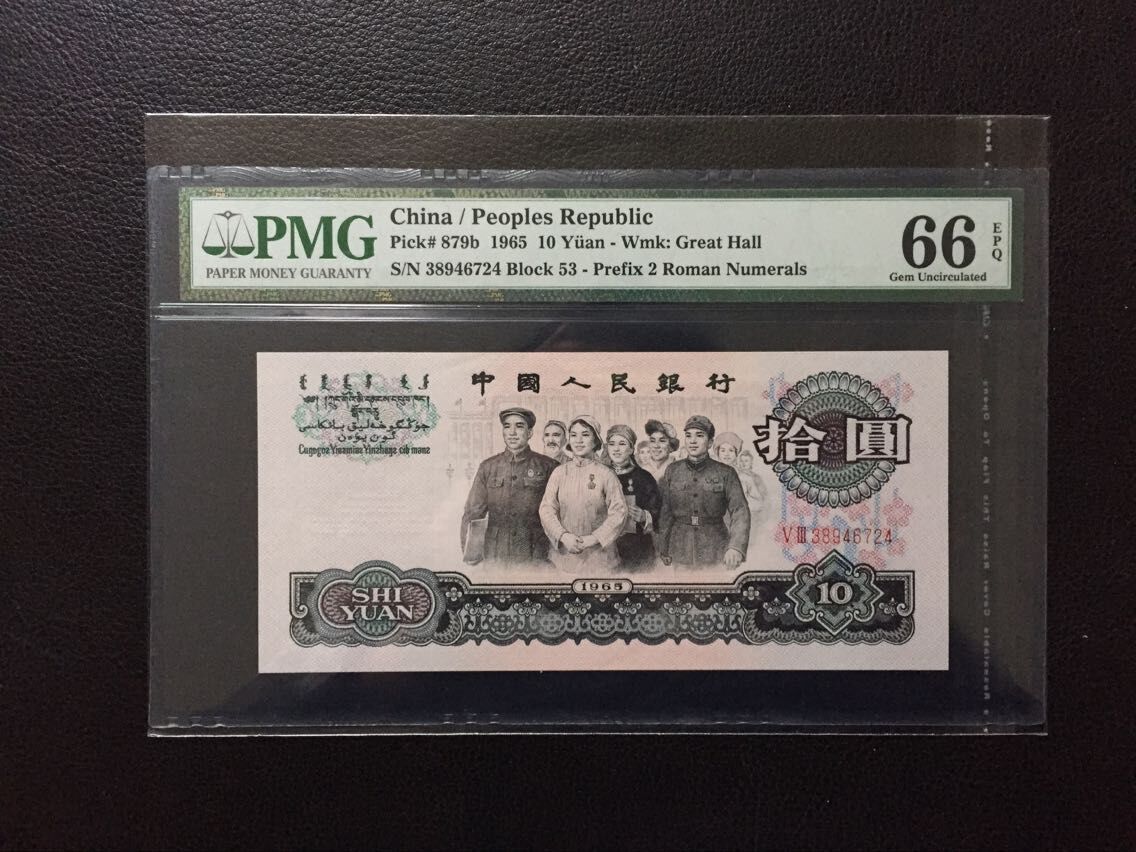 PMG
PAPER MONEY GUARANTY
China / Peoples Republic
Pick# 879b 1965 10 Yüan - Wmk: Great Hall
S/N 38946724 Block 53 - Prefix 2 Roman Numerals
66
EPQ
Gem Uncirculated
中國人民銀行
拾圓
VIII 38946724
1965
SHI
YUAN
10